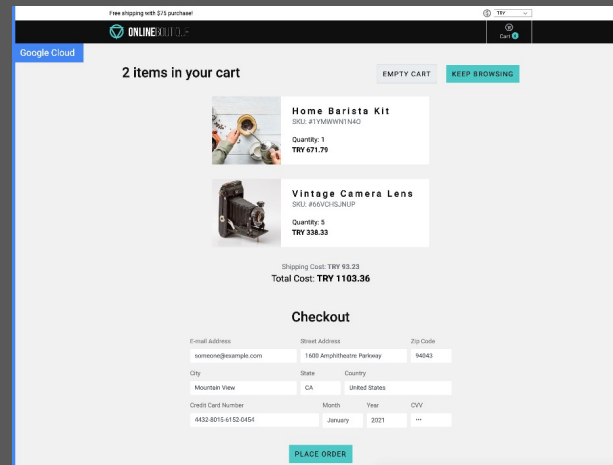 Free shipping with $75 purchase!
TRY
ONLINEBOUTIQUE
Cart
Google Cloud
2 items in your cart
EMPTY CART
KEEP BROWSING
Home Barista Kit
SKU: #1YMWWN1N4O
Quantity: 1
TRY 671.79
Vintage Camera Lens
SKU: #66VCHSJNUP
Quantity: 5
TRY 338.33
Shipping Cost: TRY 93.23
Total Cost: TRY 1103.36
Checkout
E-mail Address Street Address Zip Code
someone@example.com 1600 Amphitheatre Parkway 94043
City State Country
Mountain View CA United States
Credit Card Number Month Year CVV
4432-8015-6152-0454 January 2021 •••
PLACE ORDER